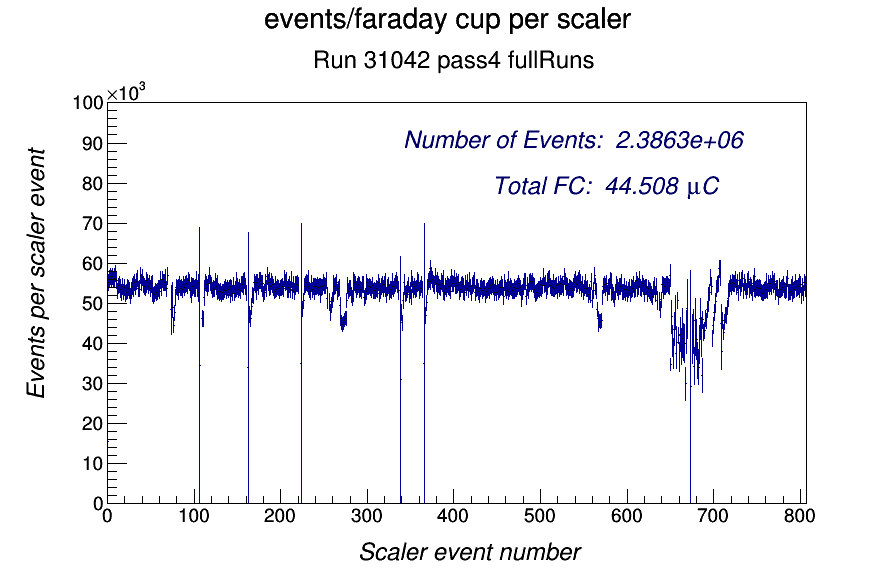 events/faraday cup per scaler
Run 31042 pass4 fullRuns
×10³
100
90
80
70
60
50
40
30
20
10
0
Events per scaler event
Number of Events: 2.3863e+06
Total FC: 44.508 μC
0 100 200 300 400 500 600 700 800
Scaler event number